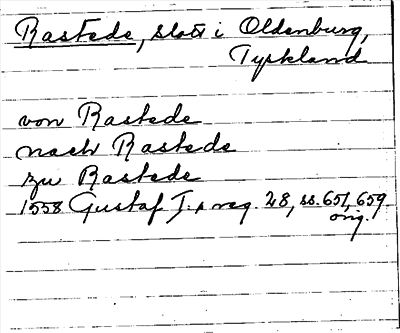 Rastede, slott i Oldenburg,
Tyskland
von Rastede
nach Rastede
zu Rastede
1558 Gustaf I:s reg. 28, ss. 651, 659
orig.